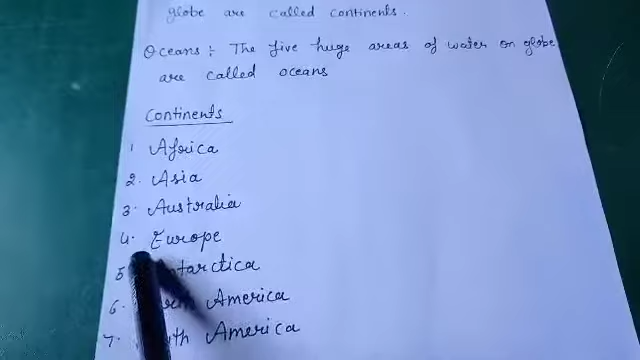 globe are called continents.
Oceans : The five huge areas of water on globe
are called oceans
Continents
1 Africa
2. Asia
3. Australia
4. Europe
5 Antarctica
6. America
7. America